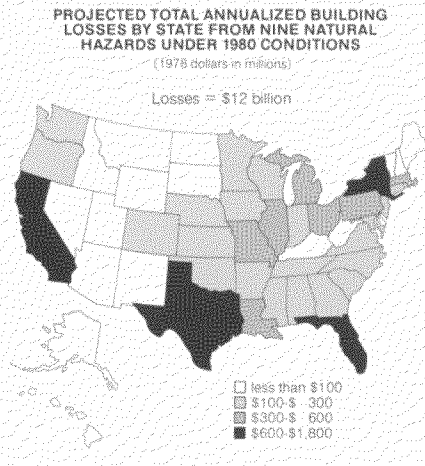 PROJECTED TOTAL ANNUALIZED BUILDING
LOSSES BY STATE FROM NINE NATURAL
HAZARDS UNDER 1980 CONDITIONS
(1978 dollars in millions)
Losses = $12 billion
less than $100
$100-$ 300
$300-$ 600
$600-$1,800